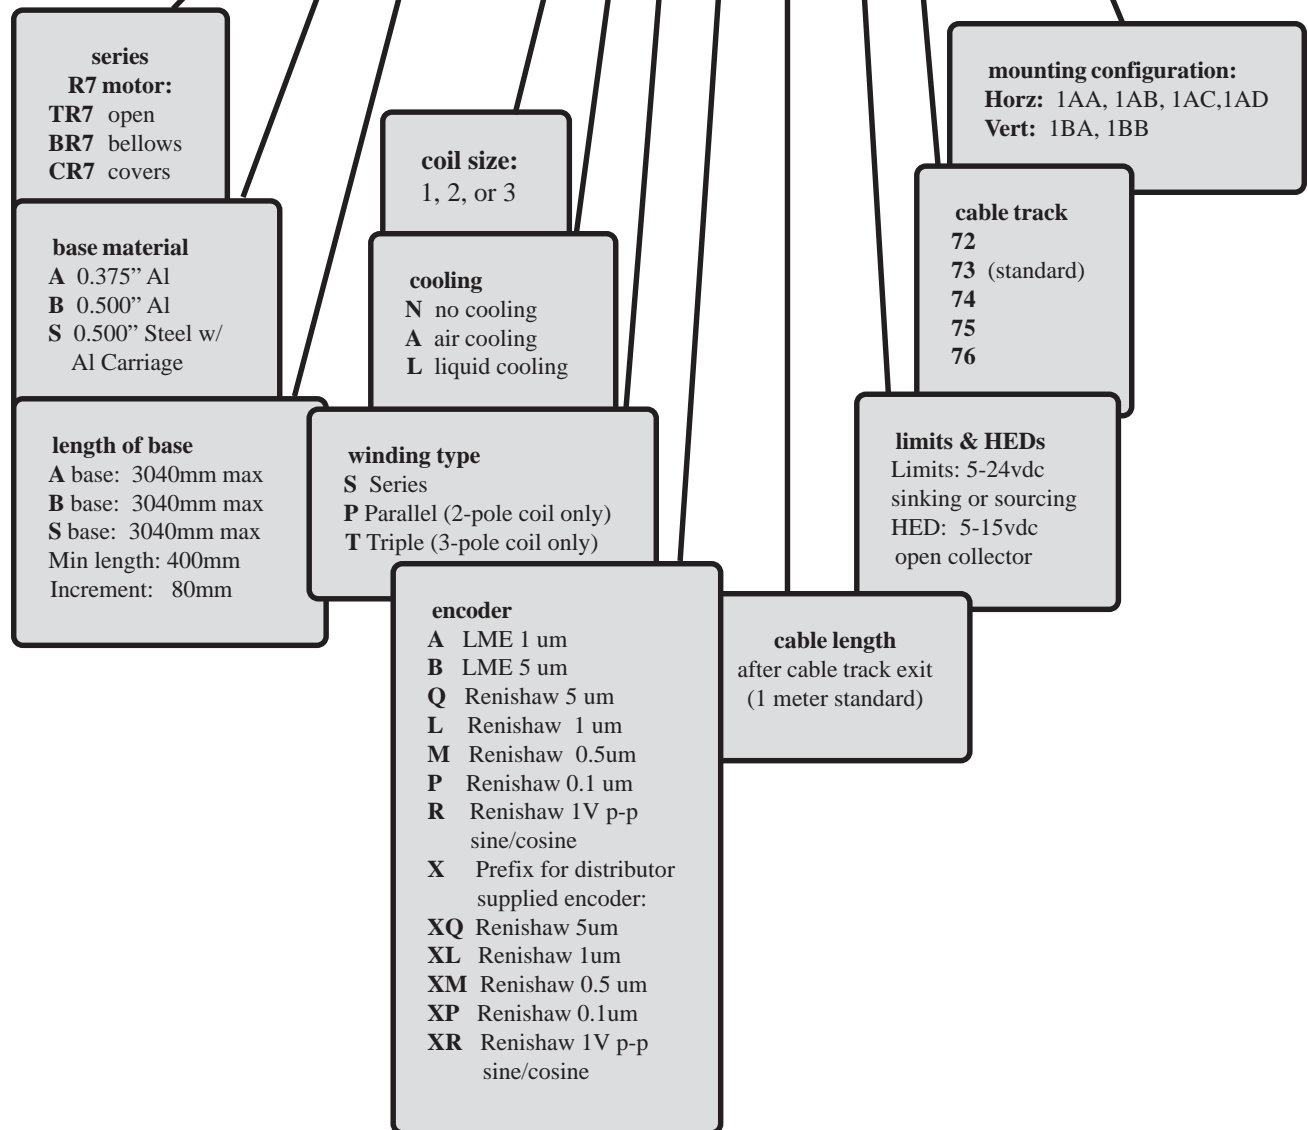 series
R7 motor:
TR7 open
BR7 bellows
CR7 covers
base material
A 0.375” Al
B 0.500” Al
S 0.500” Steel w/
Al Carriage
length of base
A base: 3040mm max
B base: 3040mm max
S base: 3040mm max
Min length: 400mm
Increment: 80mm
coil size:
1, 2, or 3
cooling
N no cooling
A air cooling
L liquid cooling
winding type
S Series
P Parallel (2-pole coil only)
T Triple (3-pole coil only)
encoder
A LME 1 um
B LME 5 um
Q Renishaw 5 um
L Renishaw 1 um
M Renishaw 0.5um
P Renishaw 0.1 um
R Renishaw 1V p-p
sine/cosine
X Prefix for distributor
supplied encoder:
XQ Renishaw 5um
XL Renishaw 1um
XM Renishaw 0.5 um
XP Renishaw 0.1um
XR Renishaw 1V p-p
sine/cosine
cable length
after cable track exit
(1 meter standard)
limits & HEDs
Limits: 5-24vdc
sinking or sourcing
HED: 5-15vdc
open collector
cable track
72
73 (standard)
74
75
76
mounting configuration:
Horz: 1AA, 1AB, 1AC,1AD
Vert: 1BA, 1BB